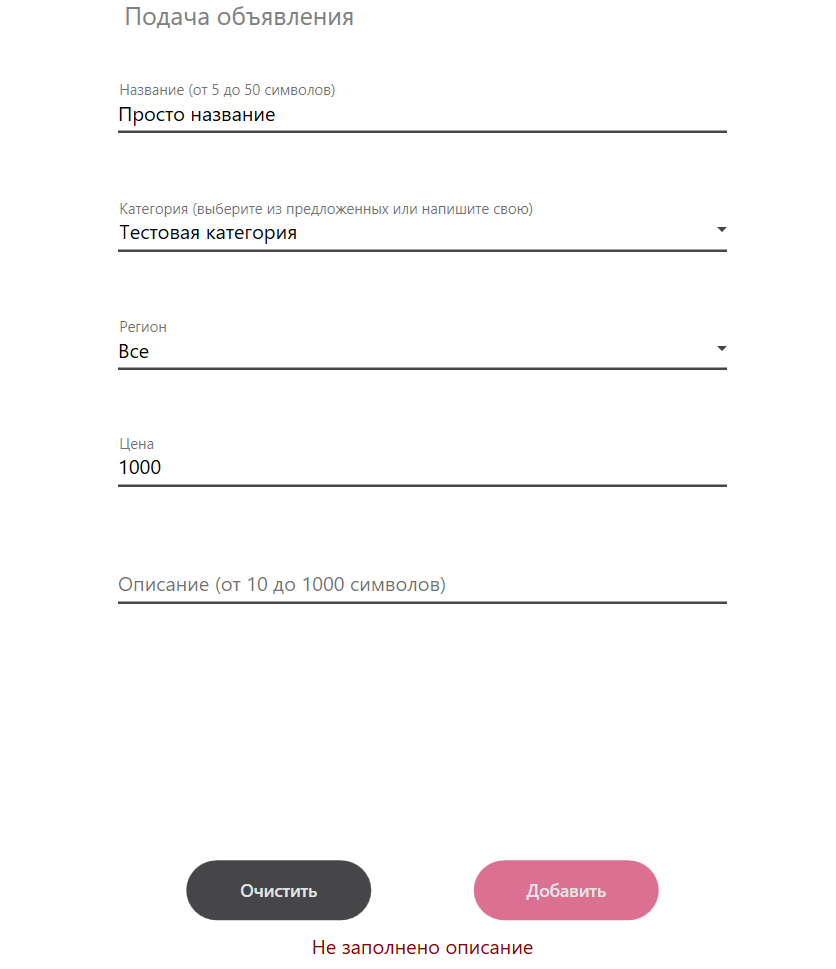 Подача объявления
Название (от 5 до 50 символов)
Просто название
Категория (выберите из предложенных или напишите свою)
Тестовая категория
Регион
Все
Цена
1000
Описание (от 10 до 1000 символов)
Очистить
Добавить
Не заполнено описание